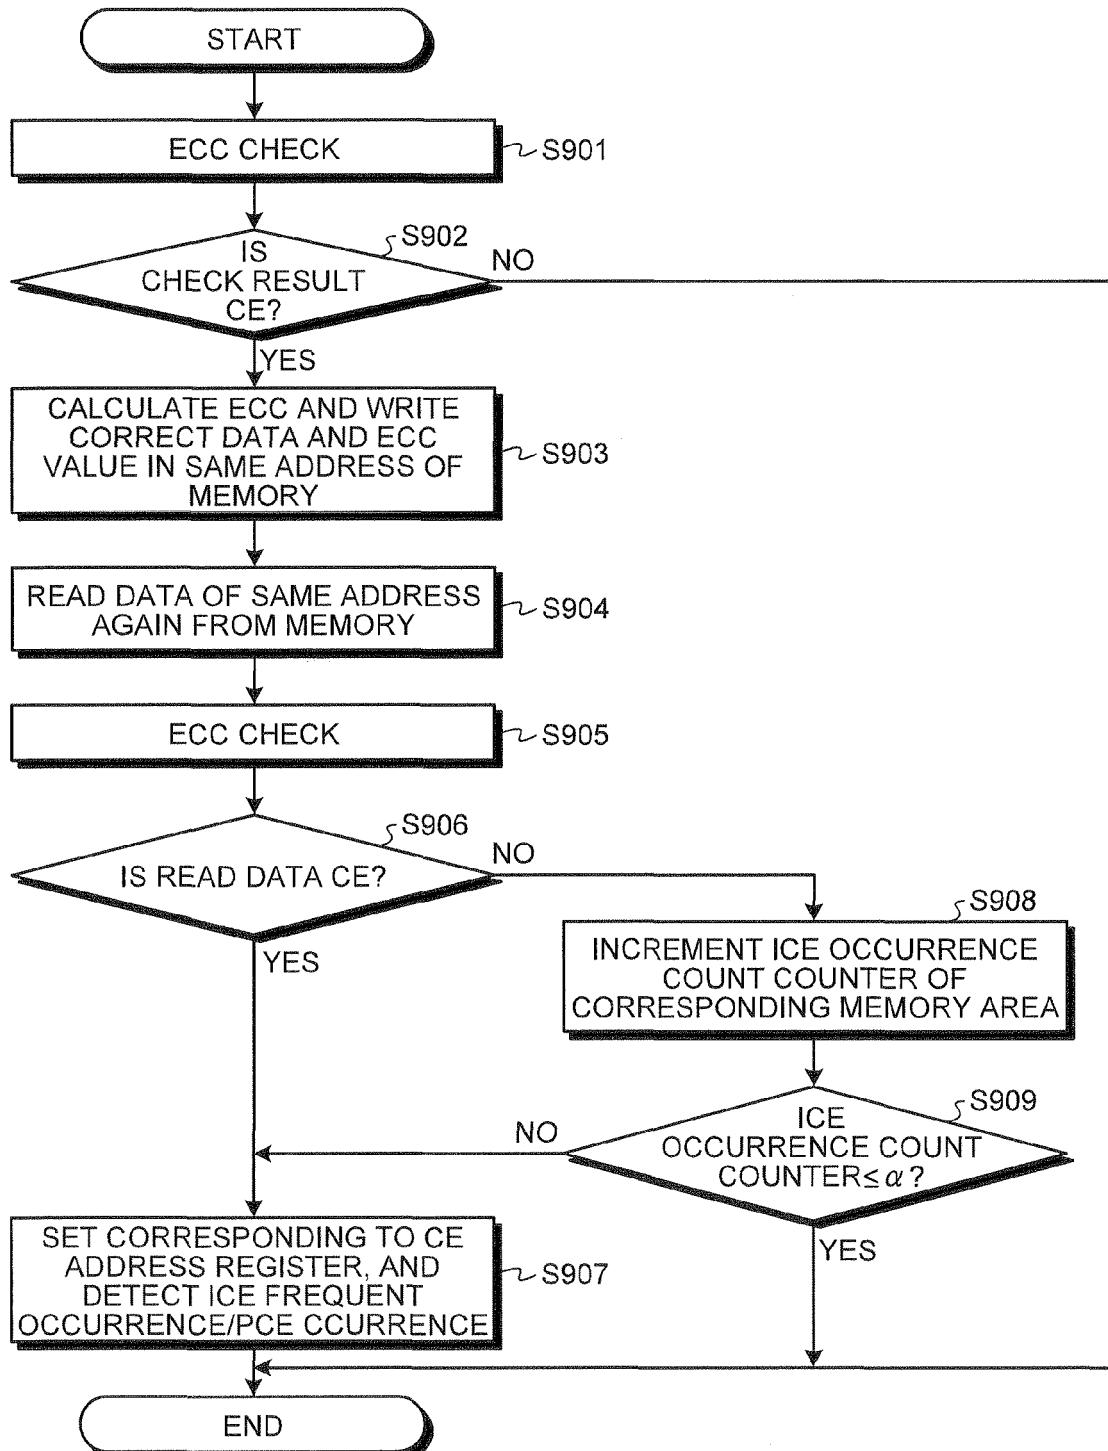 START
ECC CHECK
S901
S902
IS
CHECK RESULT
CE?
NO
YES
CALCULATE ECC AND WRITE
CORRECT DATA AND ECC
VALUE IN SAME ADDRESS OF
MEMORY
S903
READ DATA OF SAME ADDRESS
AGAIN FROM MEMORY
S904
ECC CHECK
S905
S906
IS READ DATA CE?
NO
YES
S908
INCREMENT ICE OCCURRENCE
COUNT COUNTER OF
CORRESPONDING MEMORY AREA
S909
ICE
OCCURRENCE COUNT
COUNTER≤α?
NO
YES
SET CORRESPONDING TO CE
ADDRESS REGISTER, AND
DETECT ICE FREQUENT
OCCURRENCE/PCE CCURRENCE
S907
END